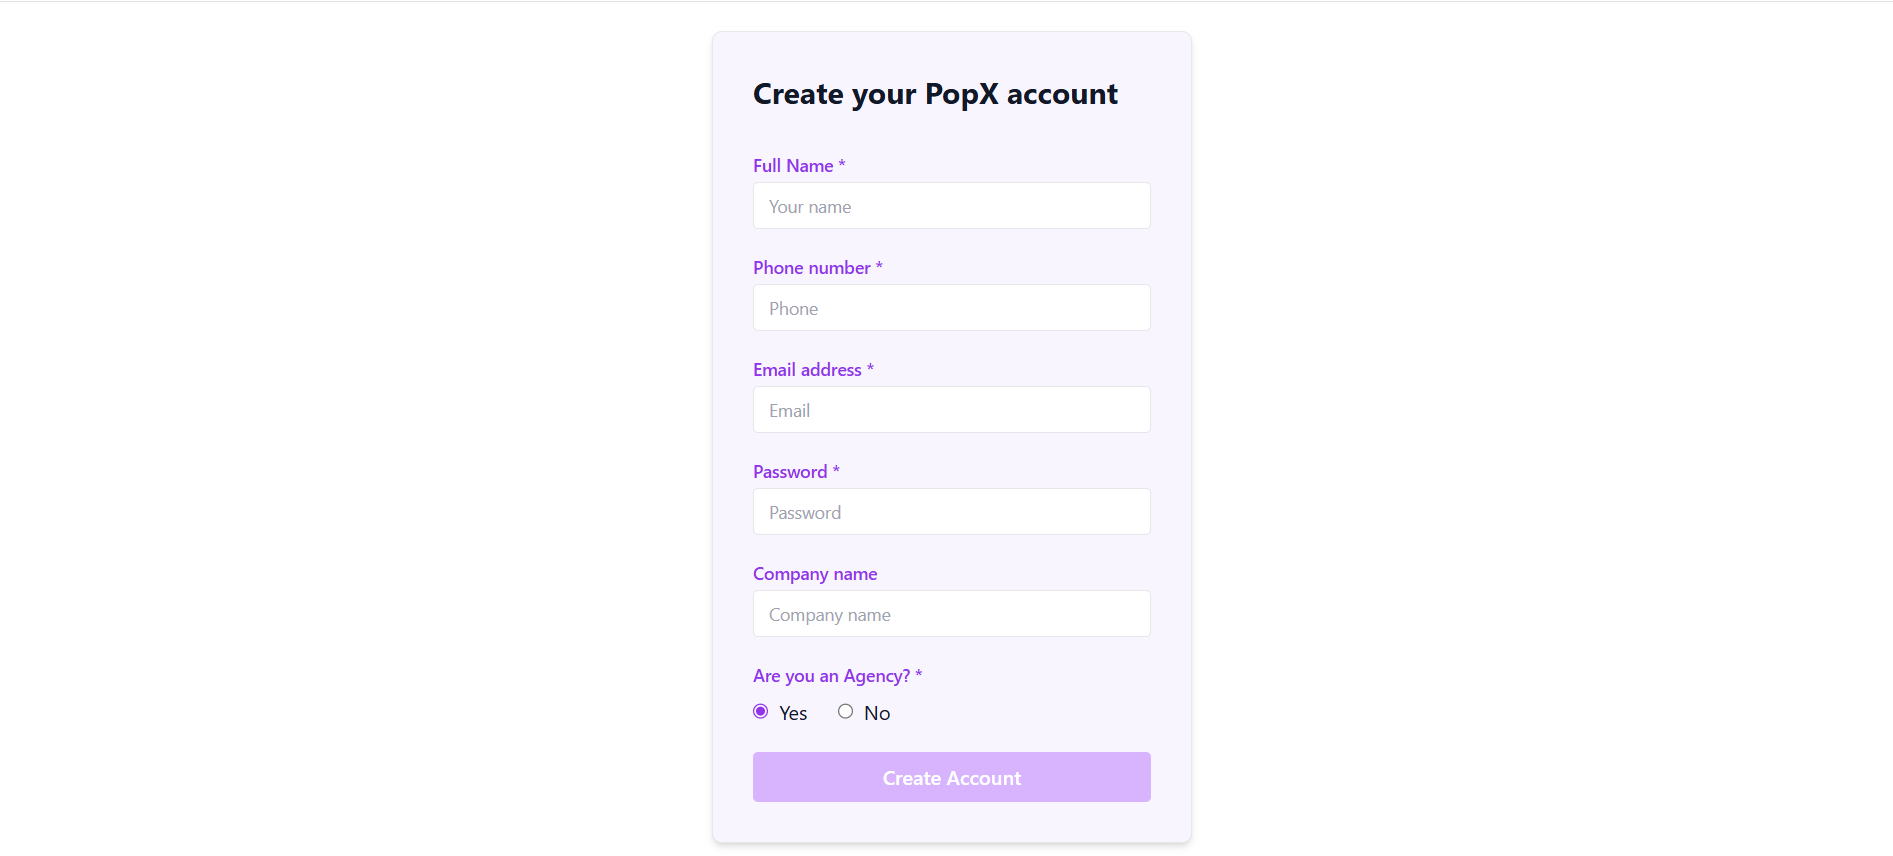 Create your PopX account
Full Name *
Your name
Phone number *
Phone
Email address *
Email
Password *
Password
Company name
Company name
Are you an Agency? *
Yes No
Create Account